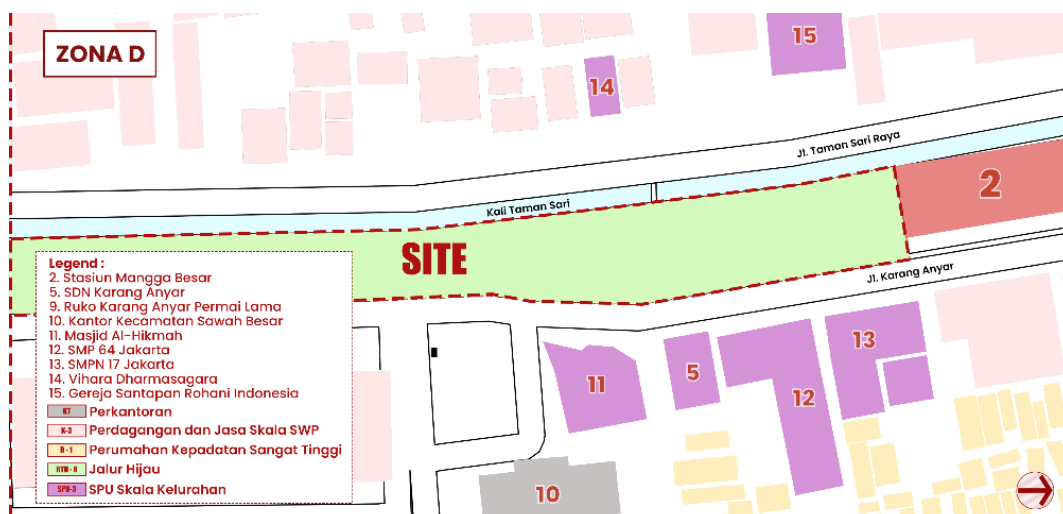 ZONA D
15
14
Jl. Taman Sari Raya
2
Kali Taman Sari
SITE
Jl. Karang Anyar
Legend :
2. Stasiun Mangga Besar
5. SDN Karang Anyar
9. Ruko Karang Anyar Permai Lama
10. Kantor Kecamatan Sawah Besar
11. Masjid Al-Hikmah
12. SMP 64 Jakarta
13. SMPN 17 Jakarta
14. Vihara Dharmasagara
15. Gereja Santapan Rohani Indonesia
KT Perkantoran
K-3 Perdagangan dan Jasa Skala SWP
R-1 Perumahan Kepadatan Sangat Tinggi
RTH-8 Jalur Hijau
SPU-3 SPU Skala Kelurahan
11
5
12
13
10